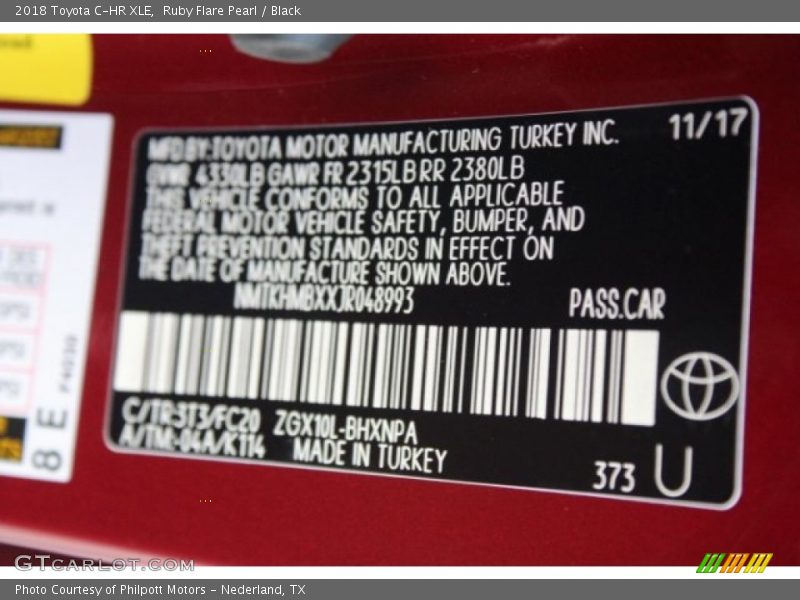 2018 Toyota C-HR XLE, Ruby Flare Pearl / Black
MFD BY: TOYOTA MOTOR MANUFACTURING TURKEY INC. 11/17
GVWR 4330LB GAWR FR 2315LB RR 2380LB
THIS VEHICLE CONFORMS TO ALL APPLICABLE
FEDERAL MOTOR VEHICLE SAFETY, BUMPER, AND
THEFT PREVENTION STANDARDS IN EFFECT ON
THE DATE OF MANUFACTURE SHOWN ABOVE.
NMTKHMBXXJR048993 PASS.CAR
C/TR:3T3/FC20 ZGX10L-BHXNPA
A/TM:-04A/K114 MADE IN TURKEY
373 U
8 E
GTCARLOT.COM
Photo Courtesy of Philpott Motors - Nederland, TX